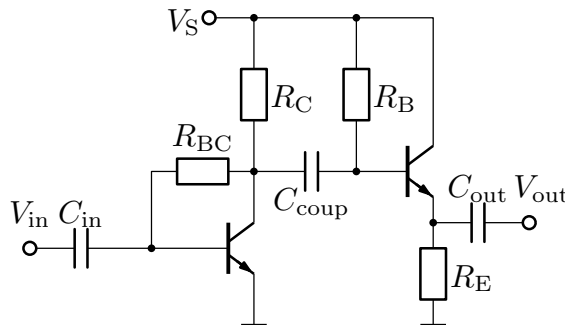 V_S
R_C R_B
R_BC
C_coup
V_in C_in
C_out V_out
R_E